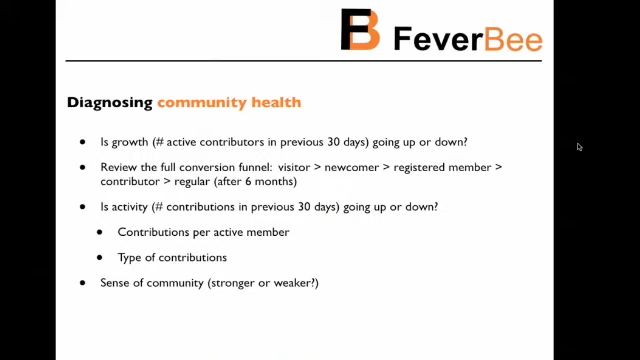 FB FeverBee
Diagnosing community health
● Is growth (# active contributors in previous 30 days) going up or down?
● Review the full conversion funnel: visitor > newcomer > registered member >
contributor > regular (after 6 months)
● Is activity (# contributions in previous 30 days) going up or down?
● Contributions per active member
● Type of contributions
● Sense of community (stronger or weaker?)